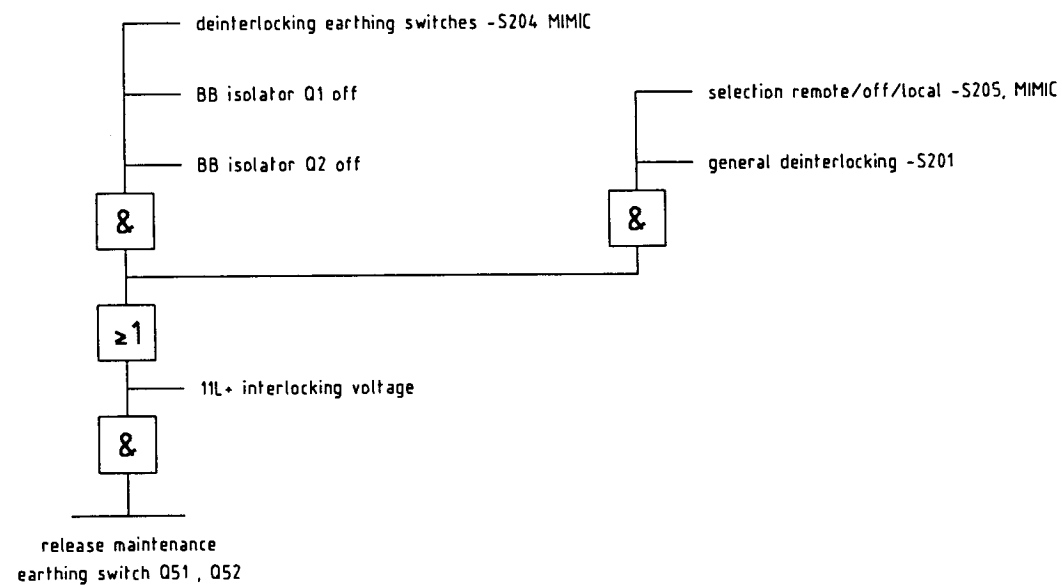 deinterlocking earthing switches -S204 MIMIC
BB isolator Q1 off
selection remote/off/local -S205, MIMIC
BB isolator Q2 off
general deinterlocking -S201
&
&
≥1
11L+ interlocking voltage
&
release maintenance
earthing switch Q51 , Q52